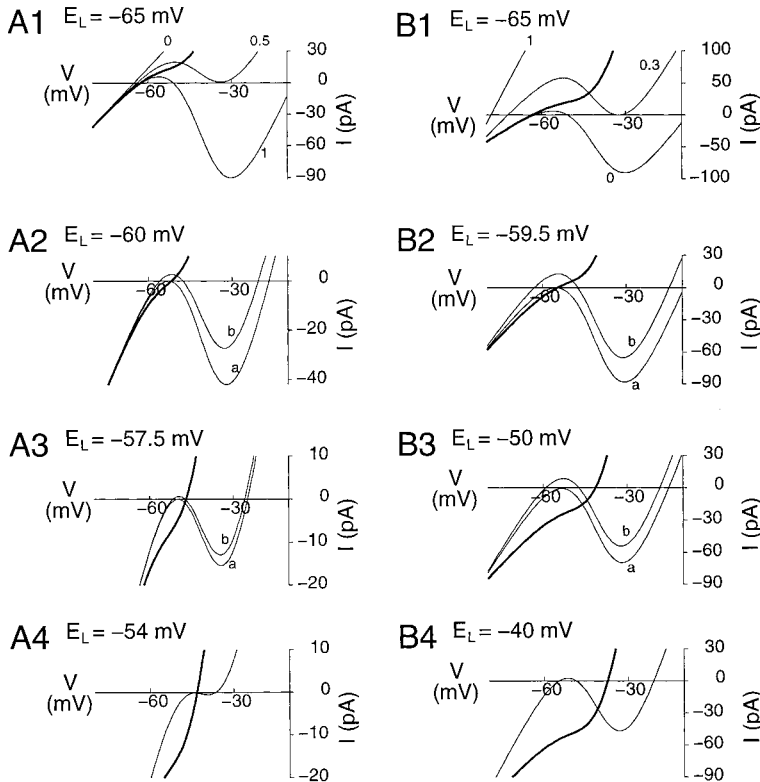 A1 E_L = −65
0 0.5
V
(mV)
−60 −30
30
0
−30
−60
−90
I (pA)
1
B1 E_L = −65
1
0.3
V
(mV)
−60 −30
100
50
0
−50
−100
I (pA)
0
A2 E_L = −60 mV
V
(mV)
−60 −30
0
−20
−40
I (pA)
b
a
B2 E_L = −59.5 mV
V
(mV)
−60 −30
30
0
−30
−60
−90
I (pA)
b
a
A3 E_L = −57.5 mV
V
(mV)
−60 −30
10
0
−10
−20
I (pA)
b
a
B3 E_L = −50 mV
V
(mV)
−60 −30
30
0
−30
−60
−90
I (pA)
b
a
A4 E_L = −54 mV
V
(mV)
−60 −30
10
0
−10
−20
I (pA)
B4 E_L = −40 mV
V
(mV)
−60 −30
30
0
−30
−60
−90
I (pA)